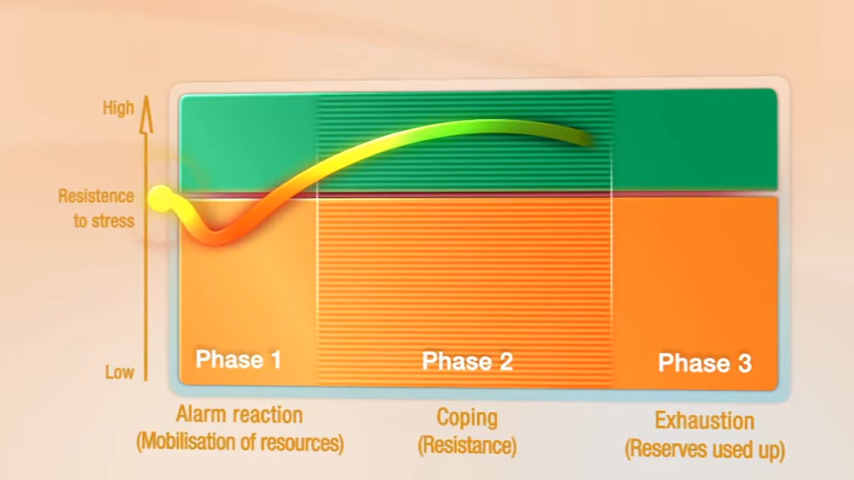 High
Resistance
to stress
Low
Phase 1
Phase 2
Phase 3
Alarm reaction
(Mobilisation of resources)
Coping
(Resistance)
Exhaustion
(Reserves used up)